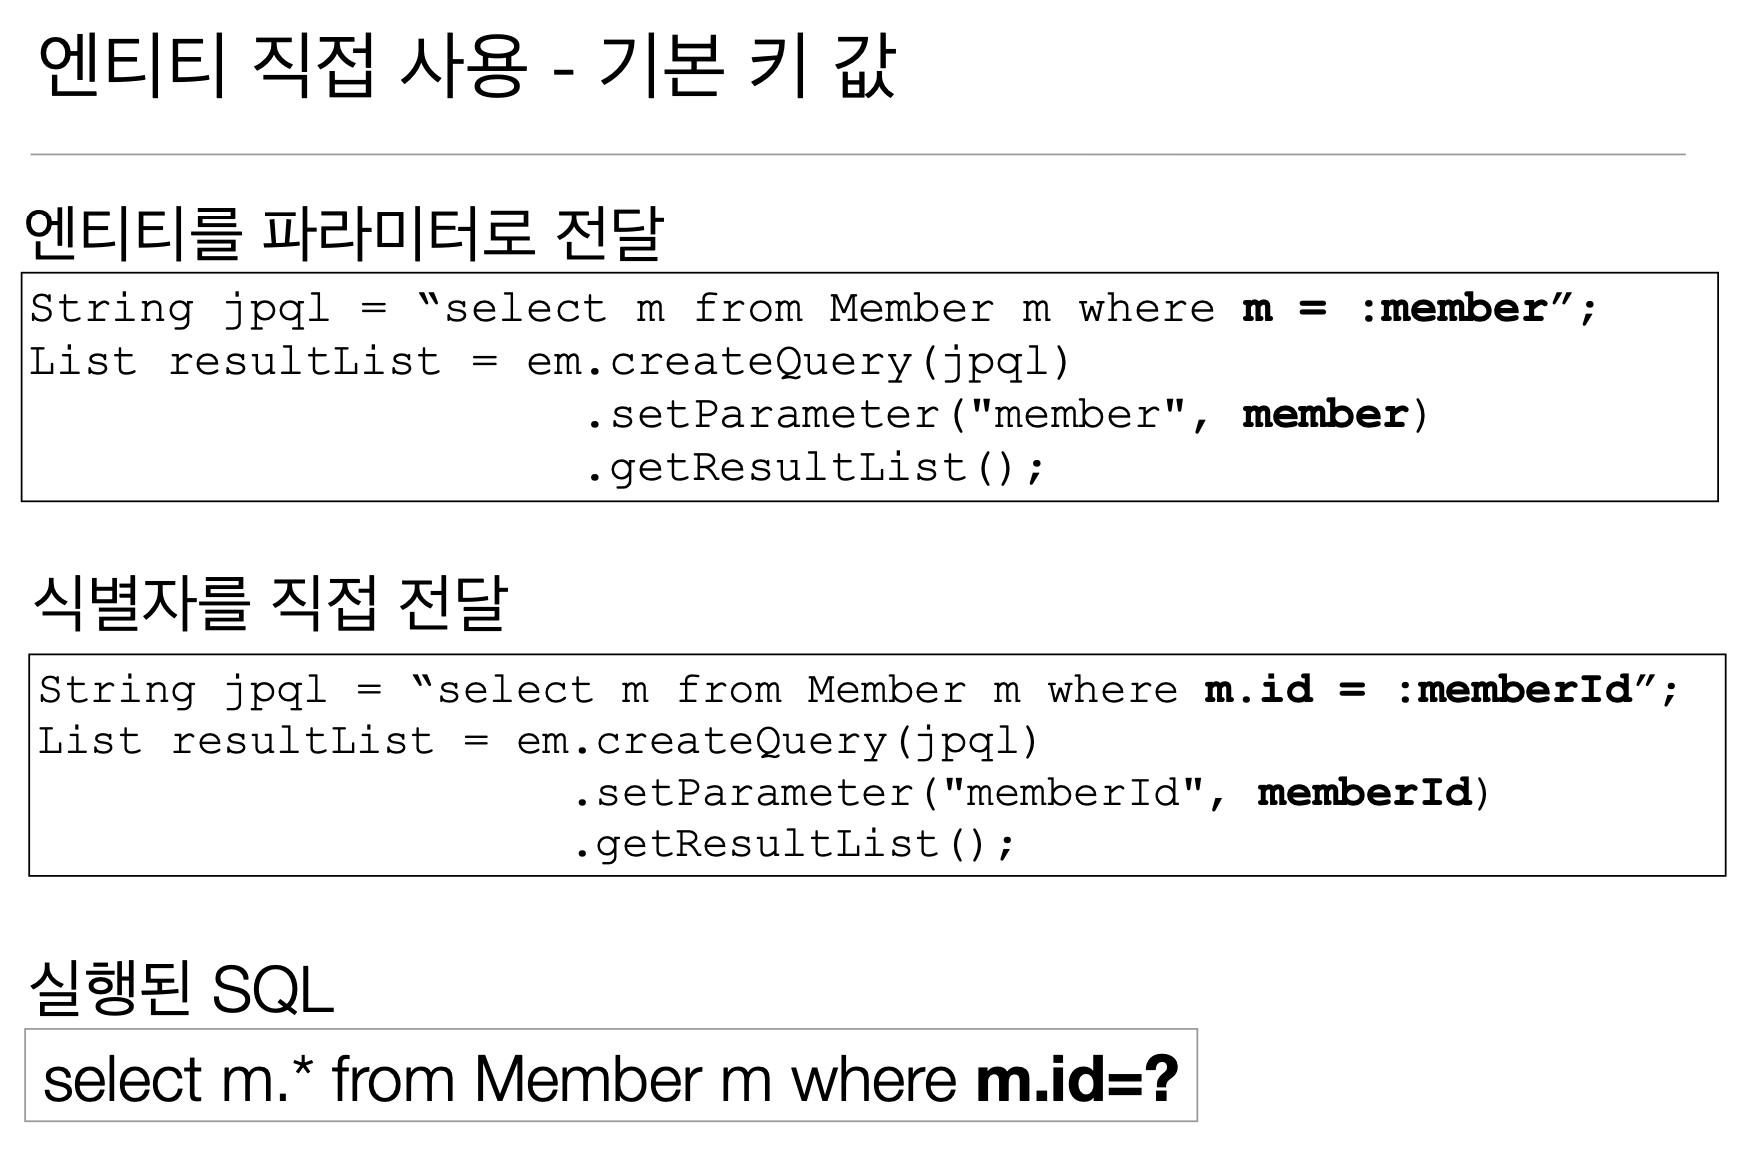 엔티티 직접 사용 - 기본 키 값
엔티티를 파라미터로 전달
String jpql = “select m from Member m where m = :member”;
List resultList = em.createQuery(jpql)
.setParameter("member", member)
.getResultList();
식별자를 직접 전달
String jpql = “select m from Member m where m.id = :memberId”;
List resultList = em.createQuery(jpql)
.setParameter("memberId", memberId)
.getResultList();
실행된 SQL
select m.* from Member m where m.id=?